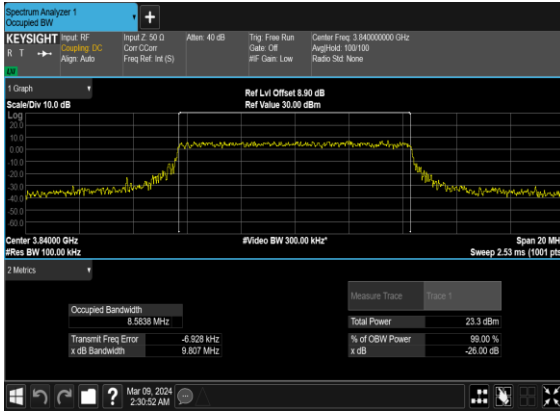 Spectrum Analyzer 1
Occupied BW
+
KEYSIGHT Input: RF Input Z: 50 Ω Atten: 40 dB Trig: Free Run Center Freq: 3.840000000 GHz
R T Coupling: DC Corr CCorr Gate: Off Avg|Hold: 100/100
Align: Auto Freq Ref: Int (S) #IF Gain: Low Radio Std: None
1 Graph
Ref Lvl Offset 8.90 dB
Scale/Div 10.0 dB Ref Value 30.00 dBm
Log
20.0
10.0
0.00
-10.0
-20.0
-30.0
-40.0
-50.0
-60.0
Center 3.84000 GHz #Video BW 300.00 kHz* Span 20 MH
#Res BW 100.00 kHz Sweep 2.53 ms (1001 pts
2 Metrics
Measure Trace Trace 1
Occupied Bandwidth
8.5838 MHz Total Power 23.3 dBm
Transmit Freq Error -6.928 kHz % of OBW Power 99.00 %
x dB Bandwidth 9.807 MHz x dB -26.00 dB
? Mar 09, 2024
2:30:52 AM